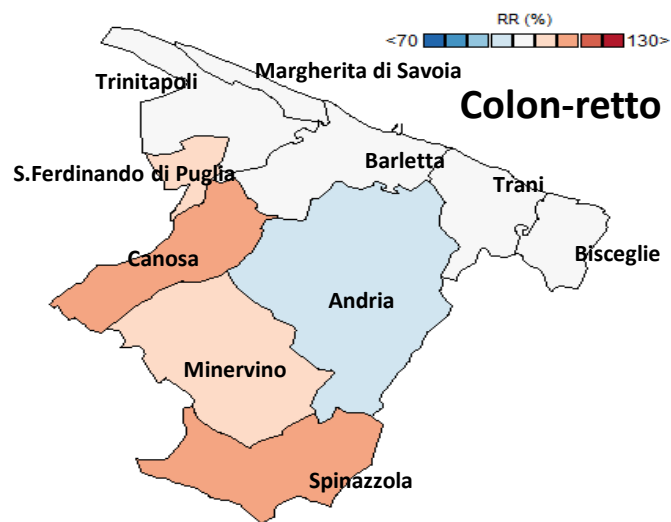 RR (%)
<70 130>
Colon-retto
Margherita di Savoia
Trinitapoli
Barletta
S.Ferdinando di Puglia
Trani
Canosa
Bisceglie
Andria
Minervino
Spinazzola